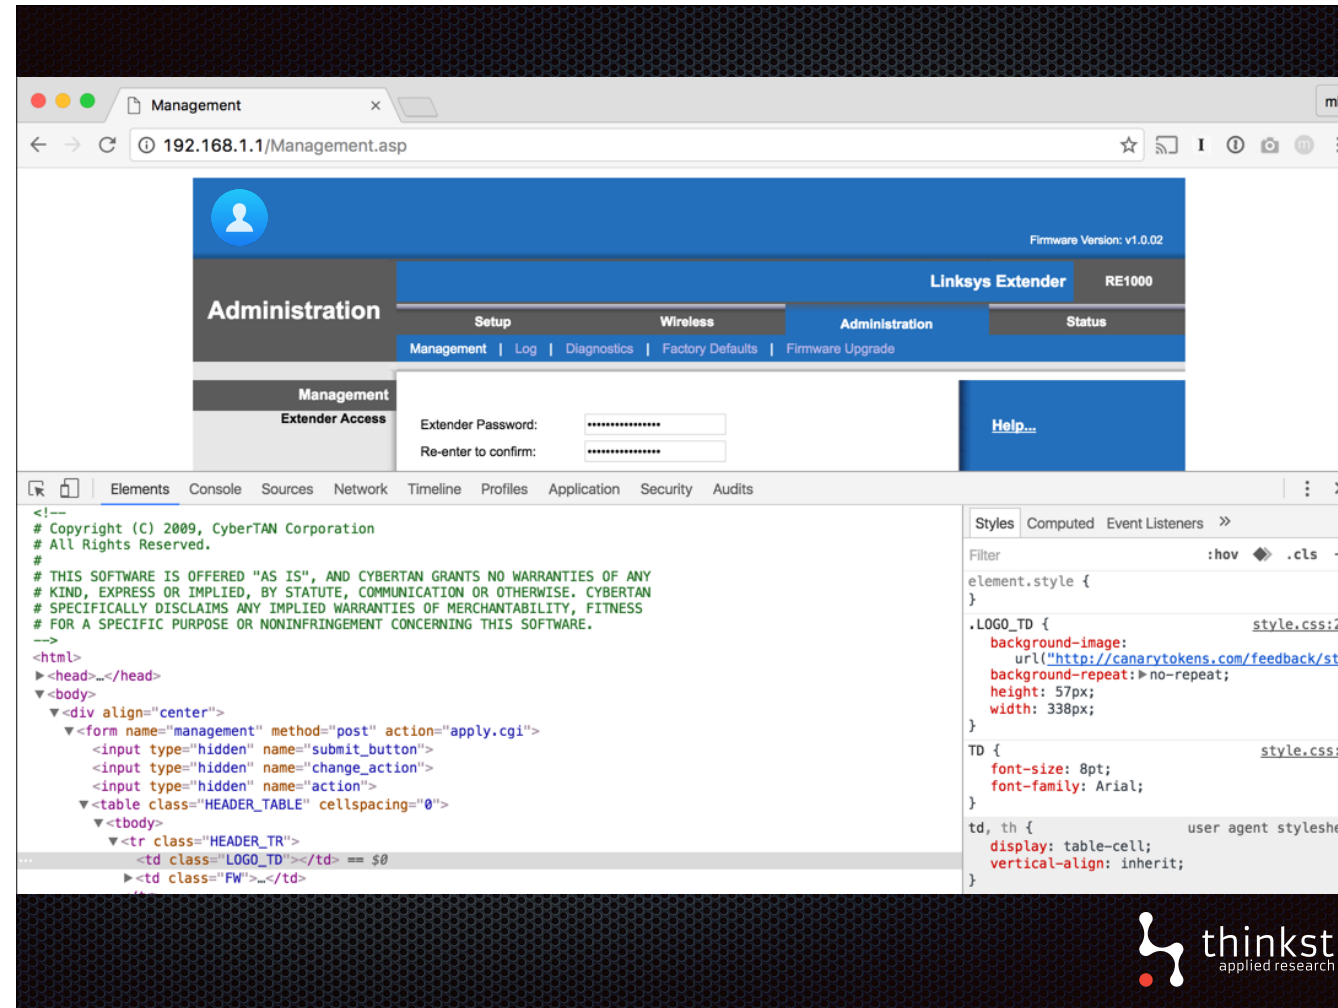 Management
mi
192.168.1.1/Management.asp
Firmware Version: v1.0.02
Linksys Extender
RE1000
Administration
Setup
Wireless
Administration
Status
Management | Log | Diagnostics | Factory Defaults | Firmware Upgrade
Management
Extender Access
Extender Password: ••••••••••••••••
Re-enter to confirm: ••••••••••••••••
Help...
Elements Console Sources Network Timeline Profiles Application Security Audits
<!--
# Copyright (C) 2009, CyberTAN Corporation
# All Rights Reserved.
#
# THIS SOFTWARE IS OFFERED "AS IS", AND CYBERTAN GRANTS NO WARRANTIES OF ANY
# KIND, EXPRESS OR IMPLIED, BY STATUTE, COMMUNICATION OR OTHERWISE. CYBERTAN
# SPECIFICALLY DISCLAIMS ANY IMPLIED WARRANTIES OF MERCHANTABILITY, FITNESS
# FOR A SPECIFIC PURPOSE OR NONINFRINGEMENT CONCERNING THIS SOFTWARE.
-->
<html>
▶<head>…</head>
▼<body>
▼<div align="center">
▼<form name="management" method="post" action="apply.cgi">
<input type="hidden" name="submit_button">
<input type="hidden" name="change_action">
<input type="hidden" name="action">
▼<table class="HEADER_TABLE" cellspacing="0">
▼<tbody>
▼<tr class="HEADER_TR">
<td class="LOGO_TD"></td> == $0
▶<td class="FW">…</td>
Styles Computed Event Listeners »
Filter :hov .cls
element.style {
}
.LOGO_TD { style.css:2
background-image:
url("http://canarytokens.com/feedback/st
background-repeat:▶no-repeat;
height: 57px;
width: 338px;
}
TD { style.css:
font-size: 8pt;
font-family: Arial;
}
td, th { user agent styleshe
display: table-cell;
vertical-align: inherit;
}
thinkst
applied research